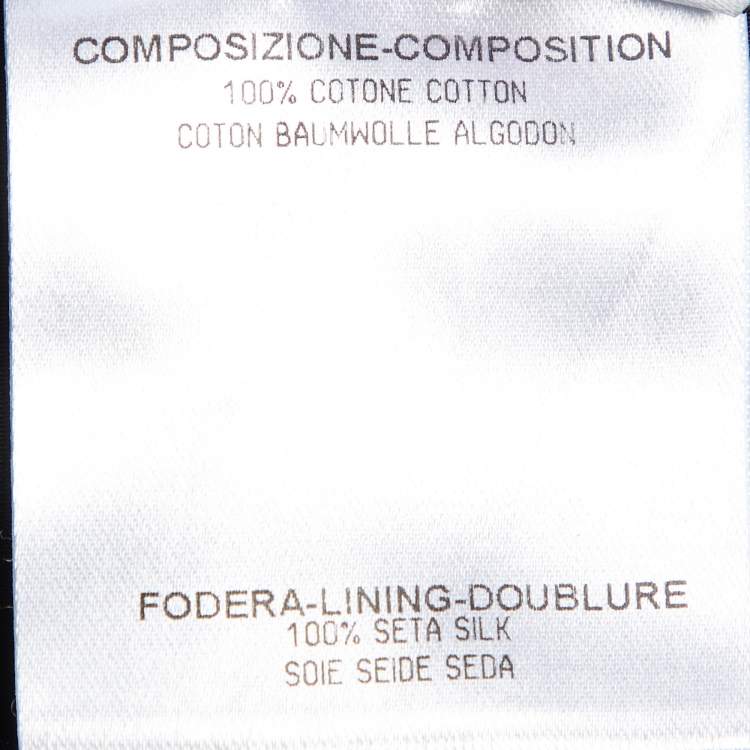 COMPOSIZIONE-COMPOSITION
100% COTONE COTTON
COTON BAUMWOLLE ALGODON
FODERA-LINING-DOUBLURE
100% SETA SILK
SOIE SEIDE SEDA